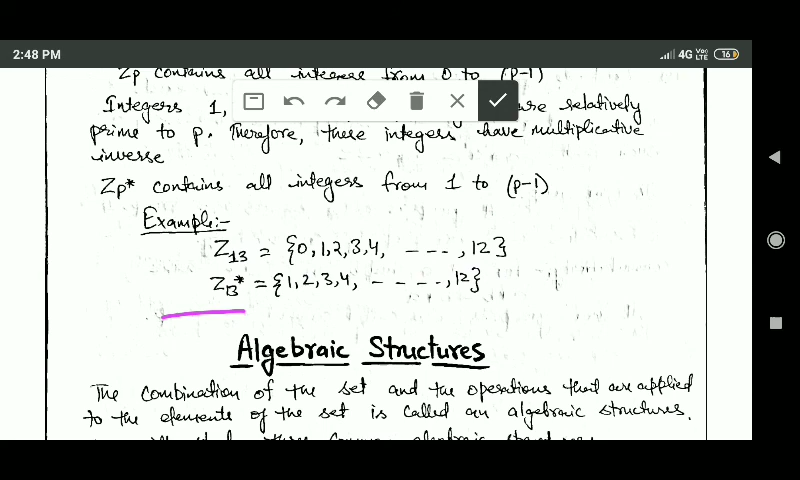 2:48 PM
4G VoLTE 16
Zp contains all integers from 0 to (p-1)
Integers 1, are relatively
prime to p. Therefore, these integers have multiplicative
inverse
Zp* contains all integers from 1 to (p-1)
Example:-
Z13 = {0,1,2,3,4, ----, 12}
Z13* = {1,2,3,4, ----, 12}
Algebraic Structures
The combination of the set and the operations that are applied
to the elements of the set is called an algebraic structures.